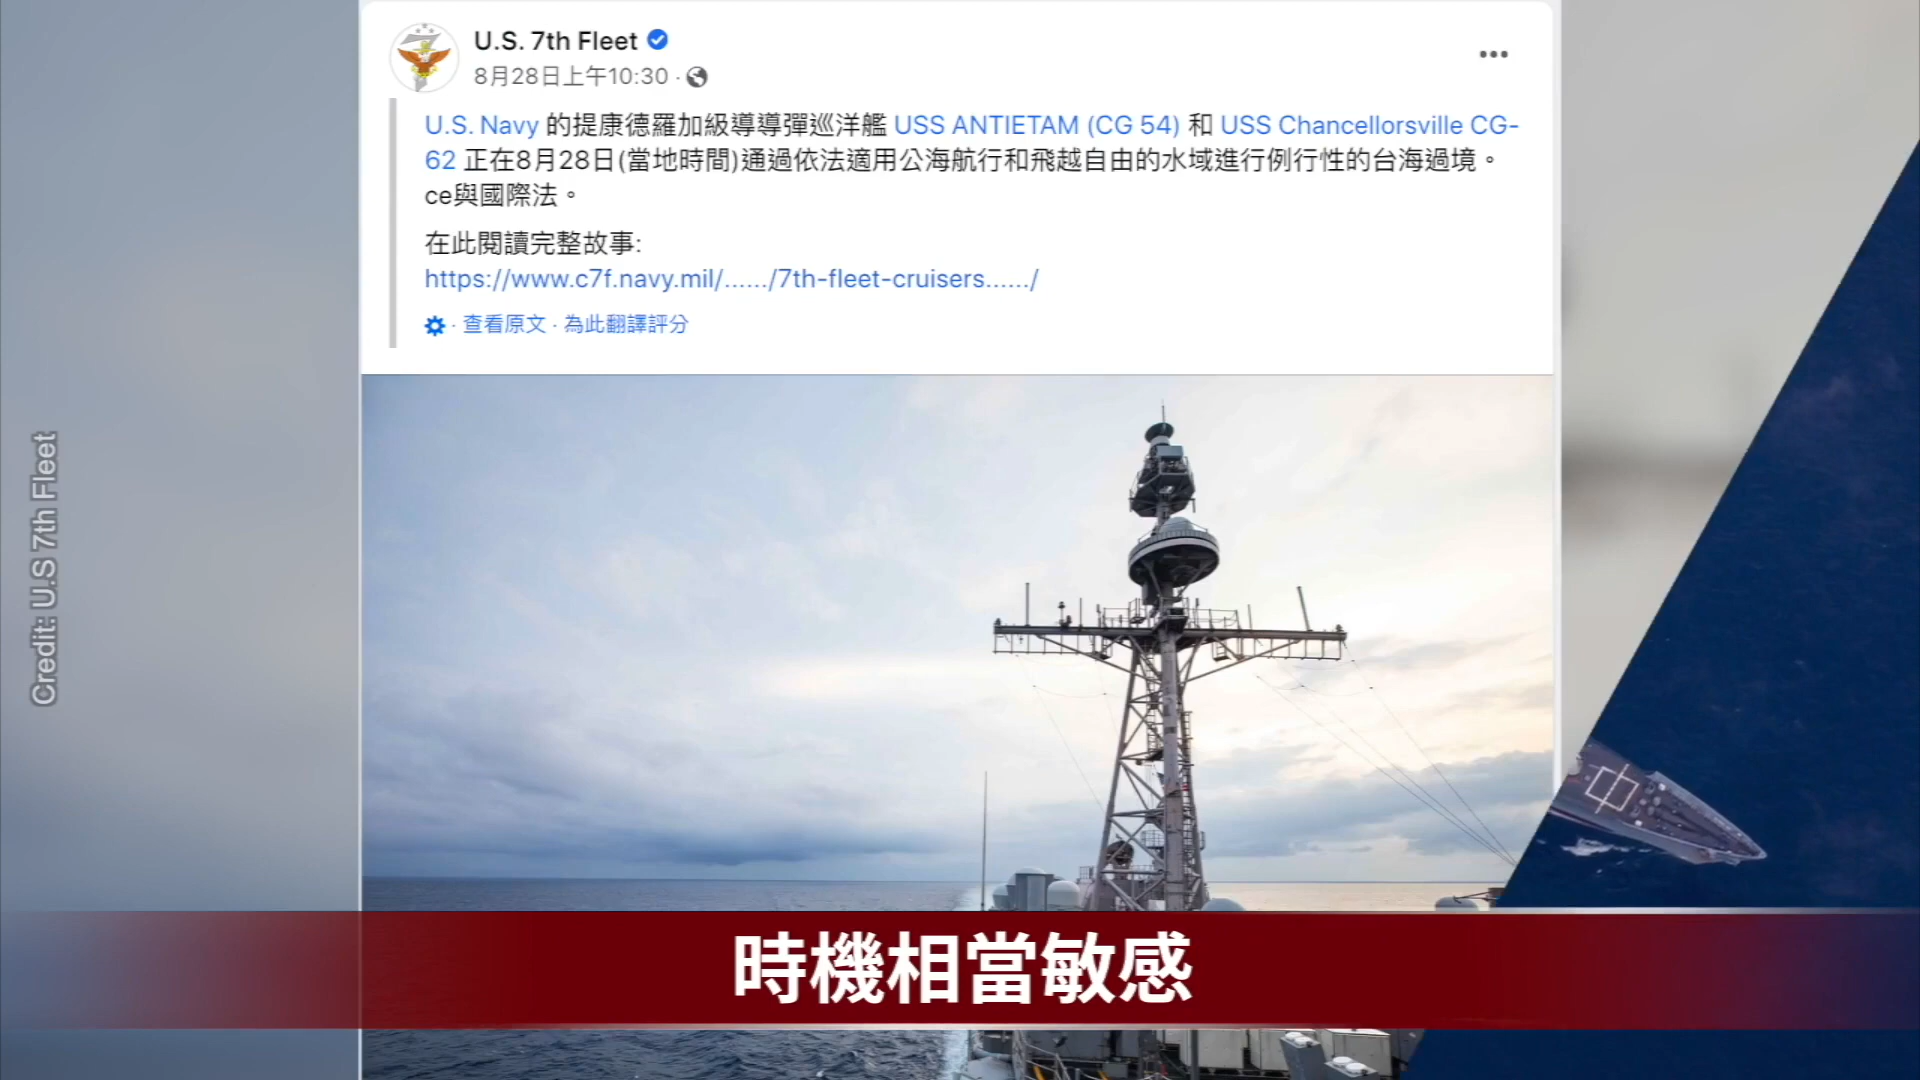 U.S. 7th Fleet
8月28日上午10:30 ·
U.S. Navy 的提康德羅加級導導彈巡洋艦 USS ANTIETAM (CG 54) 和 USS Chancellorsville CG-
62 正在8月28日(當地時間)通過依法適用公海航行和飛越自由的水域進行例行性的台海過境。
ce與國際法。
在此閱讀完整故事:
https://www.c7f.navy.mil/....../7th-fleet-cruisers....../
· 查看原文 · 為此翻譯評分
Credit: U.S 7th Fleet
時機相當敏感